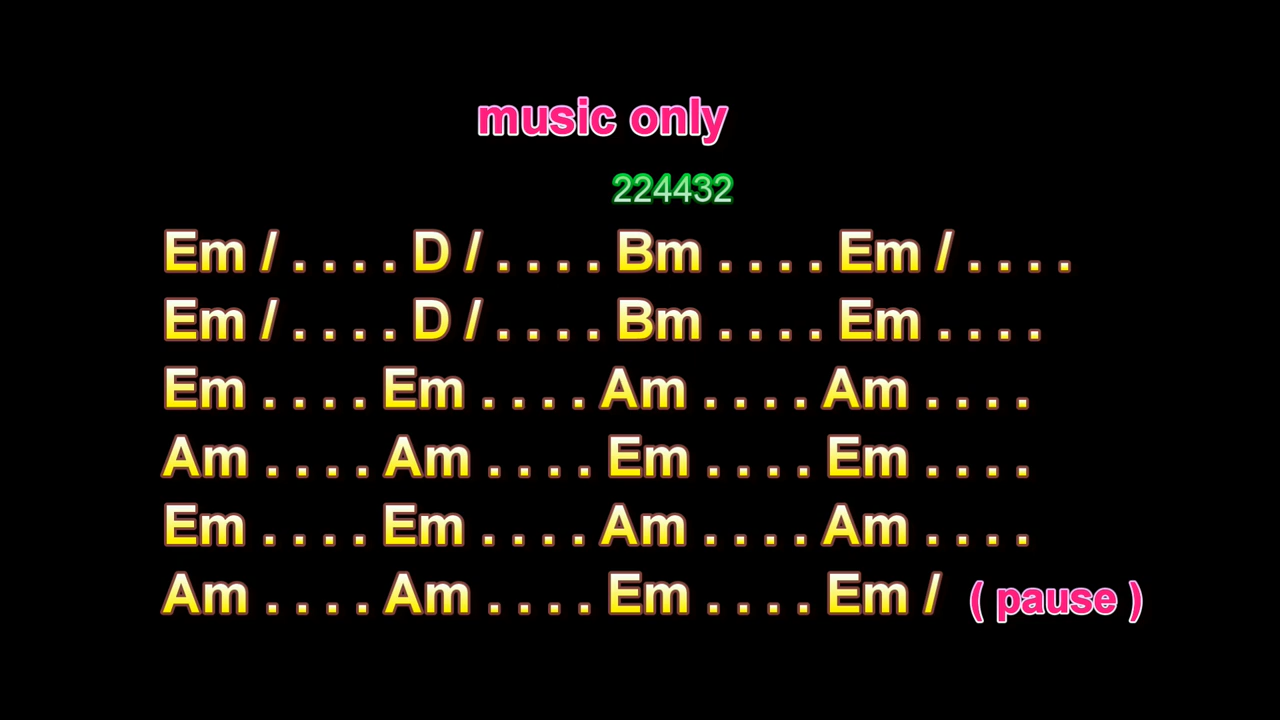 music only
224432
Em / . . . . D / . . . . Bm . . . . Em / . . . .
Em / . . . . D / . . . . Bm . . . . Em . . . .
Em . . . . Em . . . . Am . . . . Am . . . .
Am . . . . Am . . . . Em . . . . Em . . . .
Em . . . . Em . . . . Am . . . . Am . . . .
Am . . . . Am . . . . Em . . . . Em / ( pause )